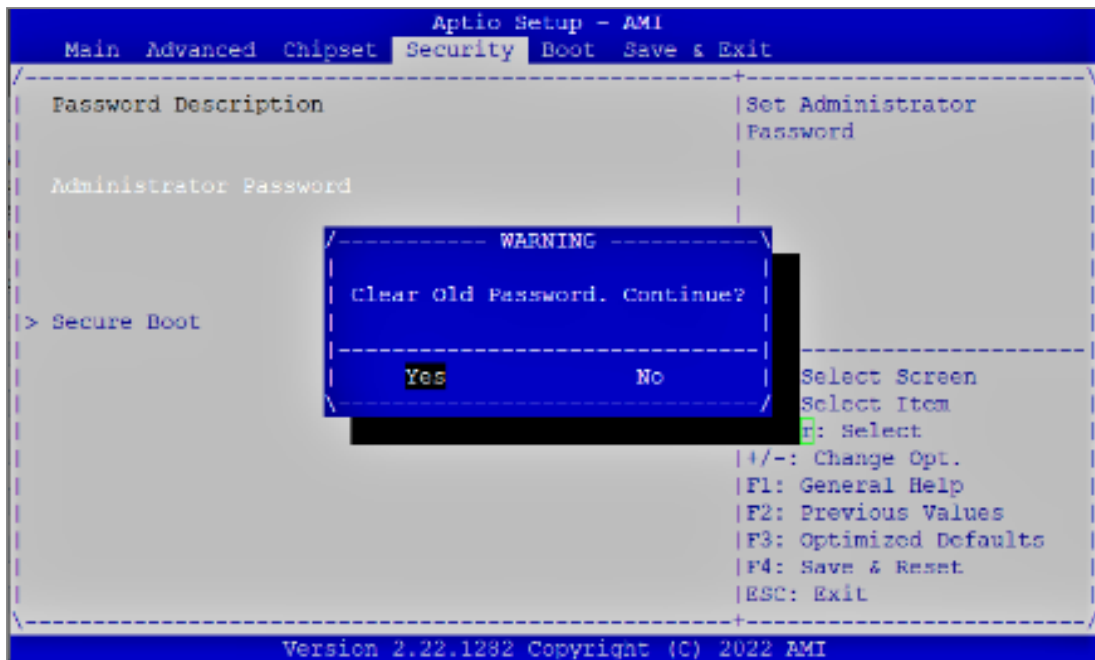 Aptio Setup - AMI
Main Advanced Chipset Security Boot Save & Exit
Password Description
Set Administrator
Password
Administrator Password
WARNING
Clear Old Password. Continue?
> Secure Boot
Yes No
Select Screen
Select Item
r: Select
+/-: Change Opt.
F1: General Help
F2: Previous Values
F3: Optimized Defaults
F4: Save & Reset
ESC: Exit
Version 2.22.1282 Copyright (C) 2022 AMI